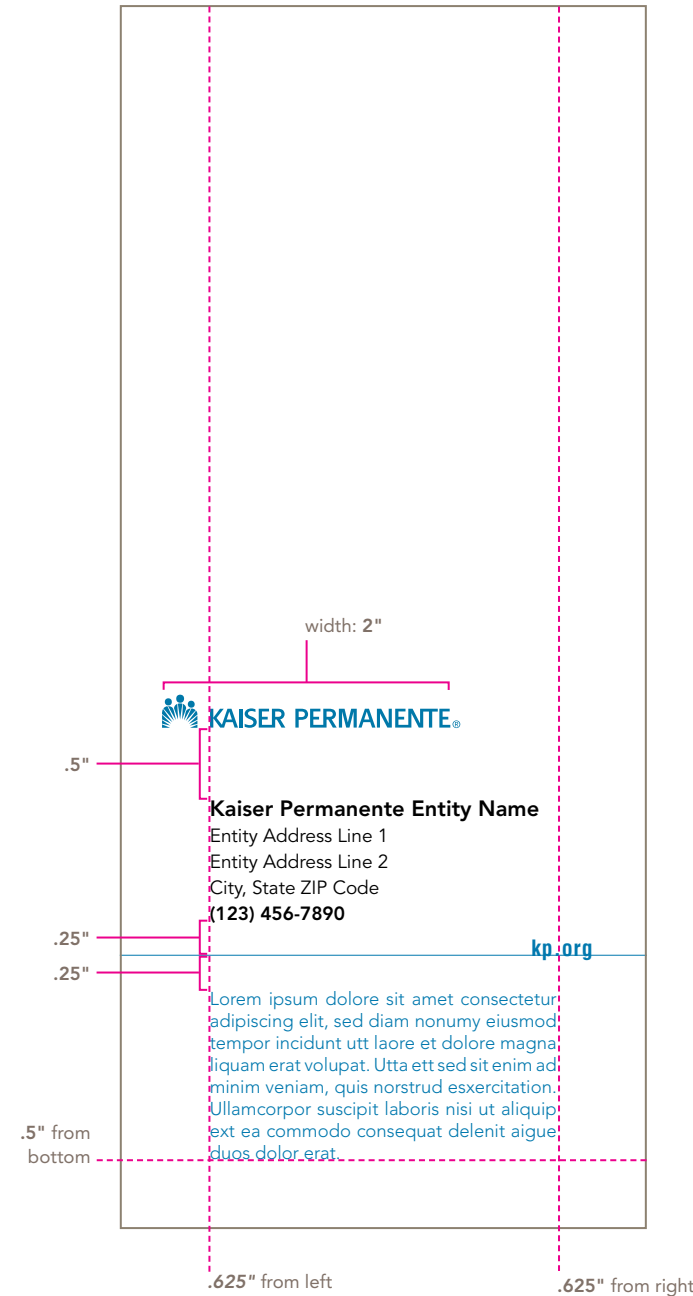 width: 2"
KAISER PERMANENTE®
.5"
Kaiser Permanente Entity Name
Entity Address Line 1
Entity Address Line 2
City, State ZIP Code
(123) 456-7890
.25"
kp.org
.25"
Lorem ipsum dolore sit amet consectetur
adipiscing elit, sed diam nonumy eiusmod
tempor incidunt utt laore et dolore magna
liquam erat volupat. Utta ett sed sit enim ad
minim veniam, quis norstrud esxercitation.
Ullamcorpor suscipit laboris nisi ut aliquip
ext ea commodo consequat delenit aigue
duos dolor erat.
.5" from
bottom
.625" from left
.625" from right